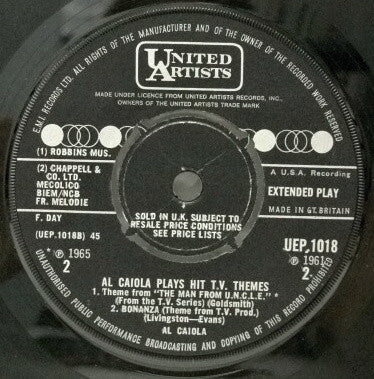 E.M.I. RECORDS LTD. ALL RIGHTS OF THE MANUFACTURER AND OF THE OWNER OF THE RECORDED WORK RESERVED
UNITED
ARTISTS
MADE UNDER LICENCE FROM UNITED ARTISTS RECORDS, INC.,
OWNERS OF THE UNITED ARTISTS TRADE MARK.
(1) ROBBINS MUS.
(2) CHAPPELL &
CO. LTD.
MECOLICO
BIEM/NCB
FR. MELODIE
F. DAY
(UEP.1018B) 45
* ℗ 1965
2
A U.S.A. Recording
EXTENDED PLAY
MADE IN GT. BRITAIN
SOLD IN U.K. SUBJECT TO
RESALE PRICE CONDITIONS
SEE PRICE LISTS
UEP.1018
℗ 1961
2
AL CAIOLA PLAYS HIT T.V. THEMES
1. Theme from "THE MAN FROM U.N.C.L.E." *
(From the T.V. Series) (Goldsmith)
2. BONANZA (Theme from T.V. Prod.)
(Livingston—Evans)
AL CAIOLA
UNAUTHORISED PUBLIC PERFORMANCE BROADCASTING AND COPYING OF THIS RECORD PROHIBITED.